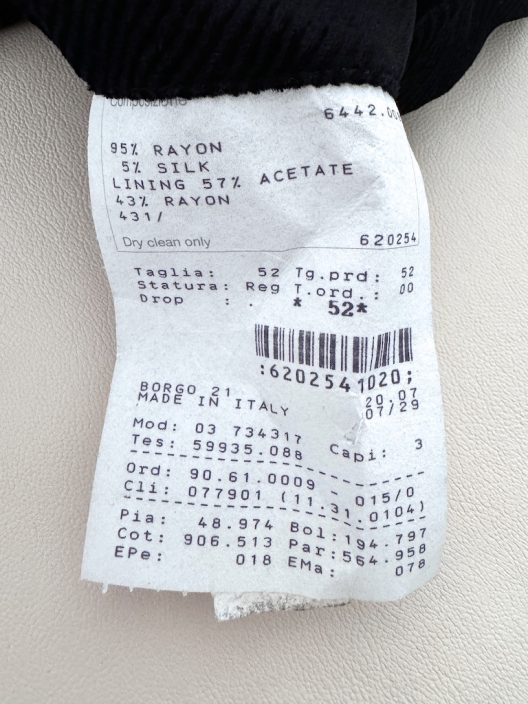 Composizione
6442.00
95% RAYON
5% SILK
LINING 57% ACETATE
43% RAYON
431/
Dry clean only 620254
Taglia: 52 Tg.prd: 52
Statura: Reg T.ord.: 00
Drop : . * 52*
:6202541020;
BORGO 21 20.07
MADE IN ITALY 07/29
Mod: 03 734317
Tes: 59935.088 Capi: 3
Ord: 90.61.0009 - 015/0
Cli: 077901 (11.31.0104)
Pia: 48.974 Bol:194.797
Cot: 906.513 Par:564.958
EPe: 018 EMa: 078